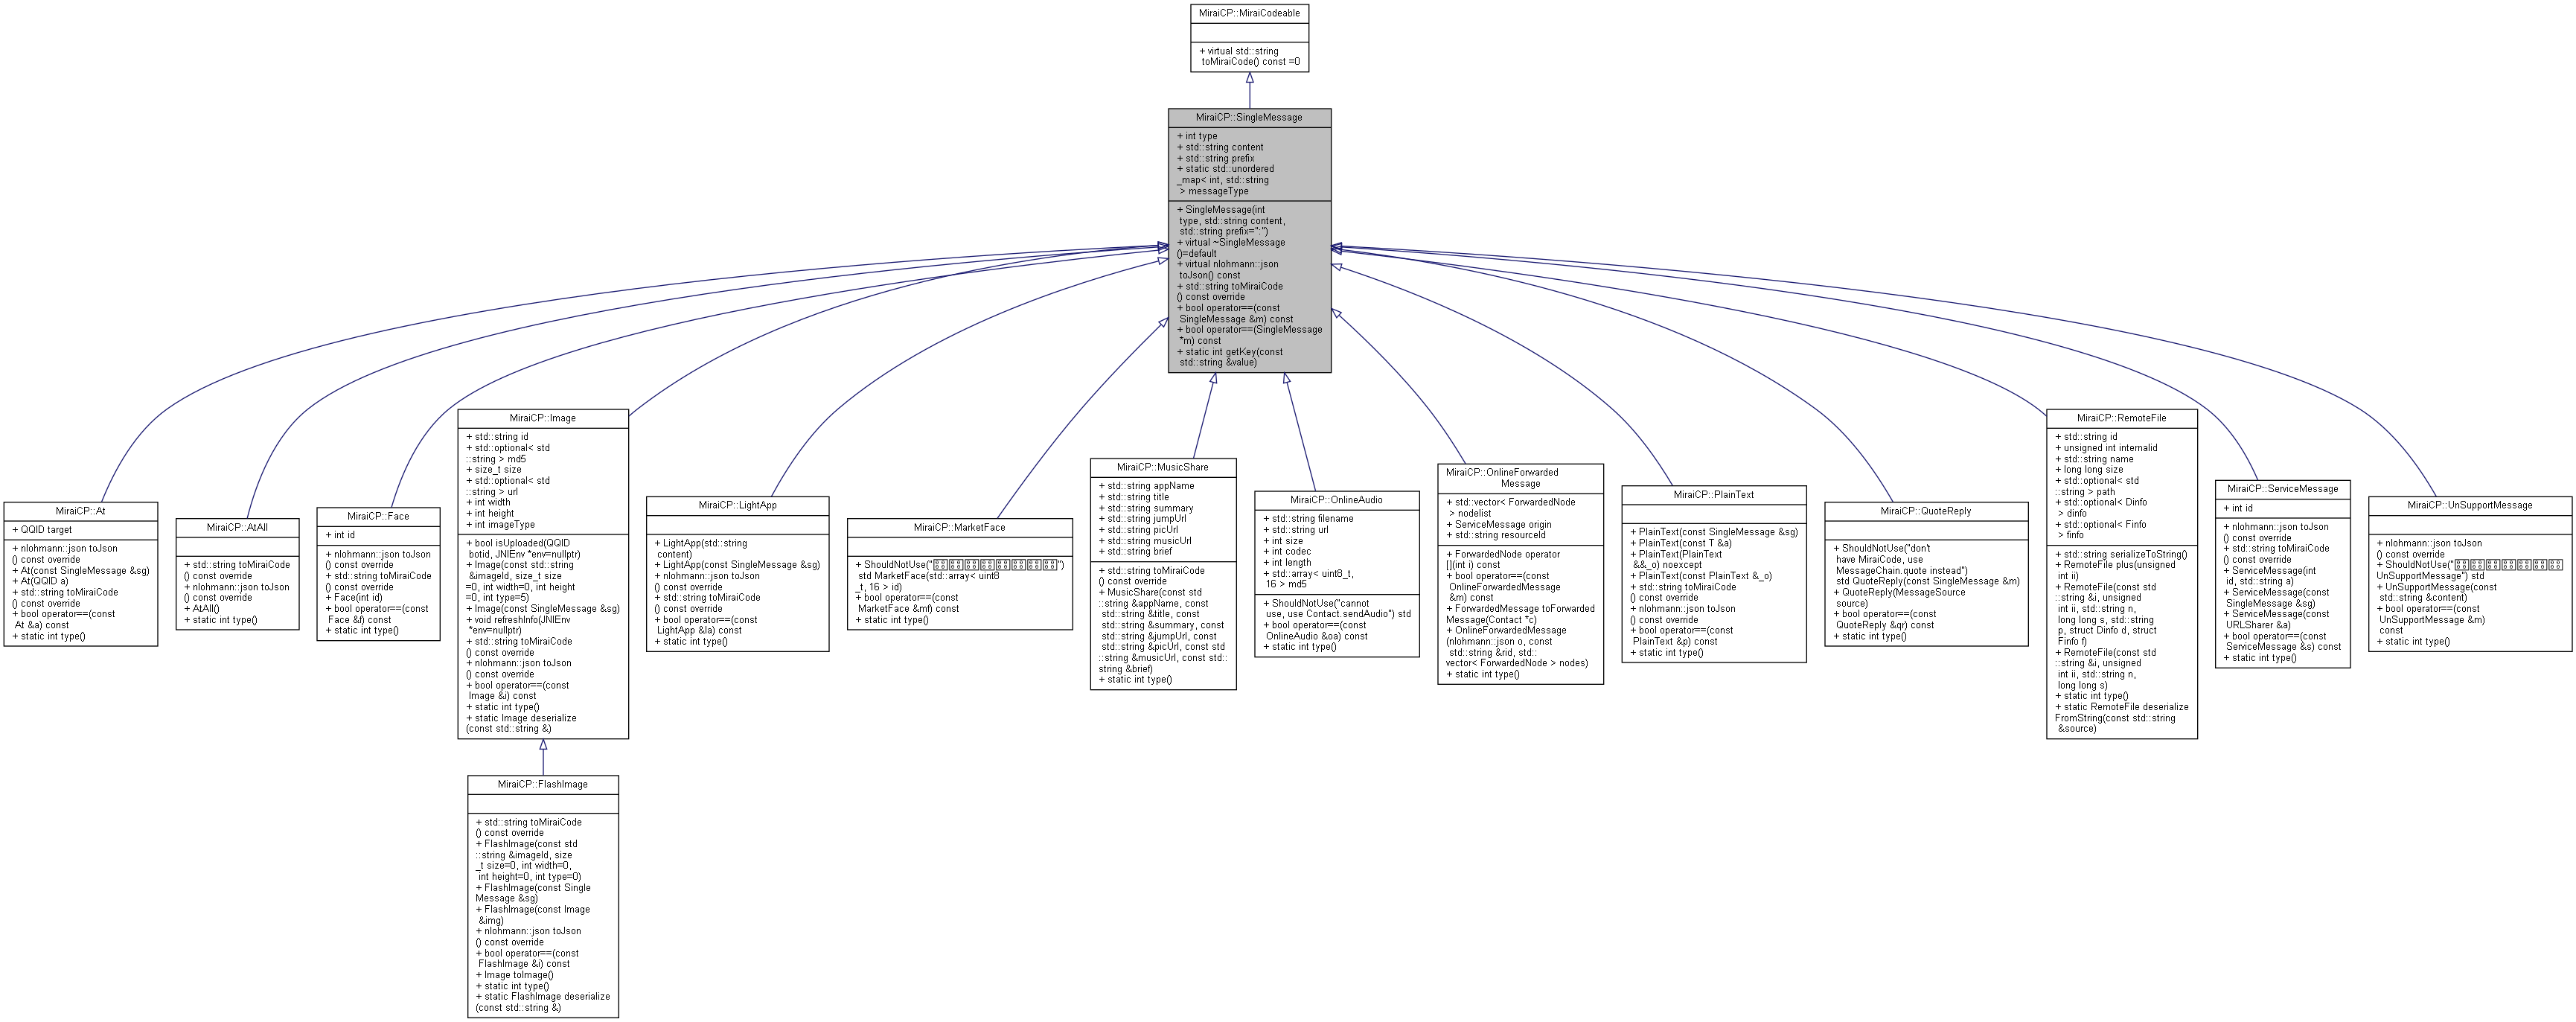 MiraiCP::MiraiCodeable
+ virtual std::string
toMiraiCode() const =0
MiraiCP::SingleMessage
+ int type
+ std::string content
+ std::string prefix
+ static std::unordered
_map< int, std::string
> messageType
+ SingleMessage(int
type, std::string content,
std::string prefix=":")
+ virtual ~SingleMessage
()=default
+ virtual nlohmann::json
toJson() const
+ std::string toMiraiCode
() const override
+ bool operator==(const
SingleMessage &m) const
+ bool operator==(SingleMessage
*m) const
+ static int getKey(const
std::string &value)
MiraiCP::At
+ QQID target
+ nlohmann::json toJson
() const override
+ At(const SingleMessage &sg)
+ At(QQID a)
+ std::string toMiraiCode
() const override
+ bool operator==(const
At &a) const
+ static int type()
MiraiCP::AtAll
+ std::string toMiraiCode
() const override
+ nlohmann::json toJson
() const override
+ AtAll()
+ static int type()
MiraiCP::Face
+ int id
+ nlohmann::json toJson
() const override
+ std::string toMiraiCode
() const override
+ Face(int id)
+ bool operator==(const
Face &f) const
+ static int type()
MiraiCP::Image
+ std::string id
+ std::optional< std
::string > md5
+ size_t size
+ std::optional< std
::string > url
+ int width
+ int height
+ int imageType
+ bool isUploaded(QQID
botid, JNIEnv *env=nullptr)
+ Image(const std::string
&imageId, size_t size
=0, int width=0, int height
=0, int type=5)
+ Image(const SingleMessage &sg)
+ void refreshInfo(JNIEnv
*env=nullptr)
+ std::string toMiraiCode
() const override
+ nlohmann::json toJson
() const override
+ bool operator==(const
Image &i) const
+ static int type()
+ static Image deserialize
(const std::string &)
MiraiCP::LightApp
+ LightApp(std::string
content)
+ LightApp(const SingleMessage &sg)
+ nlohmann::json toJson
() const override
+ std::string toMiraiCode
() const override
+ bool operator==(const
LightApp &la) const
+ static int type()
MiraiCP::MarketFace
+ ShouldNotUse("")
std MarketFace(std::array< uint8
_t, 16 > id)
+ bool operator==(const
MarketFace &mf) const
+ static int type()
MiraiCP::MusicShare
+ std::string appName
+ std::string title
+ std::string summary
+ std::string jumpUrl
+ std::string picUrl
+ std::string musicUrl
+ std::string brief
+ std::string toMiraiCode
() const override
+ MusicShare(const std
::string &appName, const
std::string &title, const
std::string &summary, const
std::string &jumpUrl, const
std::string &picUrl, const std
::string &musicUrl, const std::
string &brief)
+ static int type()
MiraiCP::OnlineAudio
+ std::string filename
+ std::string url
+ int size
+ int codec
+ int length
+ std::array< uint8_t,
16 > md5
+ ShouldNotUse("cannot
use, use Contact.sendAudio") std
+ bool operator==(const
OnlineAudio &oa) const
+ static int type()
MiraiCP::OnlineForwarded
Message
+ std::vector< ForwardedNode
> nodelist
+ ServiceMessage origin
+ std::string resourceId
+ ForwardedNode operator
[](int i) const
+ bool operator==(const
OnlineForwardedMessage
&m) const
+ ForwardedMessage toForwarded
Message(Contact *c)
+ OnlineForwardedMessage
(nlohmann::json o, const
std::string &rid, std::
vector< ForwardedNode > nodes)
+ static int type()
MiraiCP::PlainText
+ PlainText(const SingleMessage &sg)
+ PlainText(const T &a)
+ PlainText(PlainText
&&_o) noexcept
+ PlainText(const PlainText &_o)
+ std::string toMiraiCode
() const override
+ nlohmann::json toJson
() const override
+ bool operator==(const
PlainText &p) const
+ static int type()
MiraiCP::QuoteReply
+ ShouldNotUse("don't
have MiraiCode, use
MessageChain.quote instead")
std QuoteReply(const SingleMessage &m)
+ QuoteReply(MessageSource
source)
+ bool operator==(const
QuoteReply &qr) const
+ static int type()
MiraiCP::RemoteFile
+ std::string id
+ unsigned int internalid
+ std::string name
+ long long size
+ std::optional< std
::string > path
+ std::optional< Dinfo
> dinfo
+ std::optional< Finfo
> finfo
+ std::string serializeToString()
+ RemoteFile plus(unsigned
int ii)
+ RemoteFile(const std
::string &i, unsigned
int ii, std::string n,
long long s, std::string
p, struct Dinfo d, struct
Finfo f)
+ RemoteFile(const std
::string &i, unsigned
int ii, std::string n,
long long s)
+ static int type()
+ static RemoteFile deserialize
FromString(const std::string
&source)
MiraiCP::ServiceMessage
+ int id
+ nlohmann::json toJson
() const override
+ std::string toMiraiCode
() const override
+ ServiceMessage(int
id, std::string a)
+ ServiceMessage(const
SingleMessage &sg)
+ ServiceMessage(const
URLSharer &a)
+ bool operator==(const
ServiceMessage &s) const
+ static int type()
MiraiCP::UnSupportMessage
+ nlohmann::json toJson
() const override
+ ShouldNotUse("
UnSupportMessage") std
+ UnSupportMessage(const
std::string &content)
+ bool operator==(const
UnSupportMessage &m)
const
+ static int type()
MiraiCP::FlashImage
+ std::string toMiraiCode
() const override
+ FlashImage(const std
::string &imageId, size
_t size=0, int width=0,
int height=0, int type=0)
+ FlashImage(const Single
Message &sg)
+ FlashImage(const Image
&img)
+ nlohmann::json toJson
() const override
+ bool operator==(const
FlashImage &i) const
+ Image toImage()
+ static int type()
+ static FlashImage deserialize
(const std::string &)